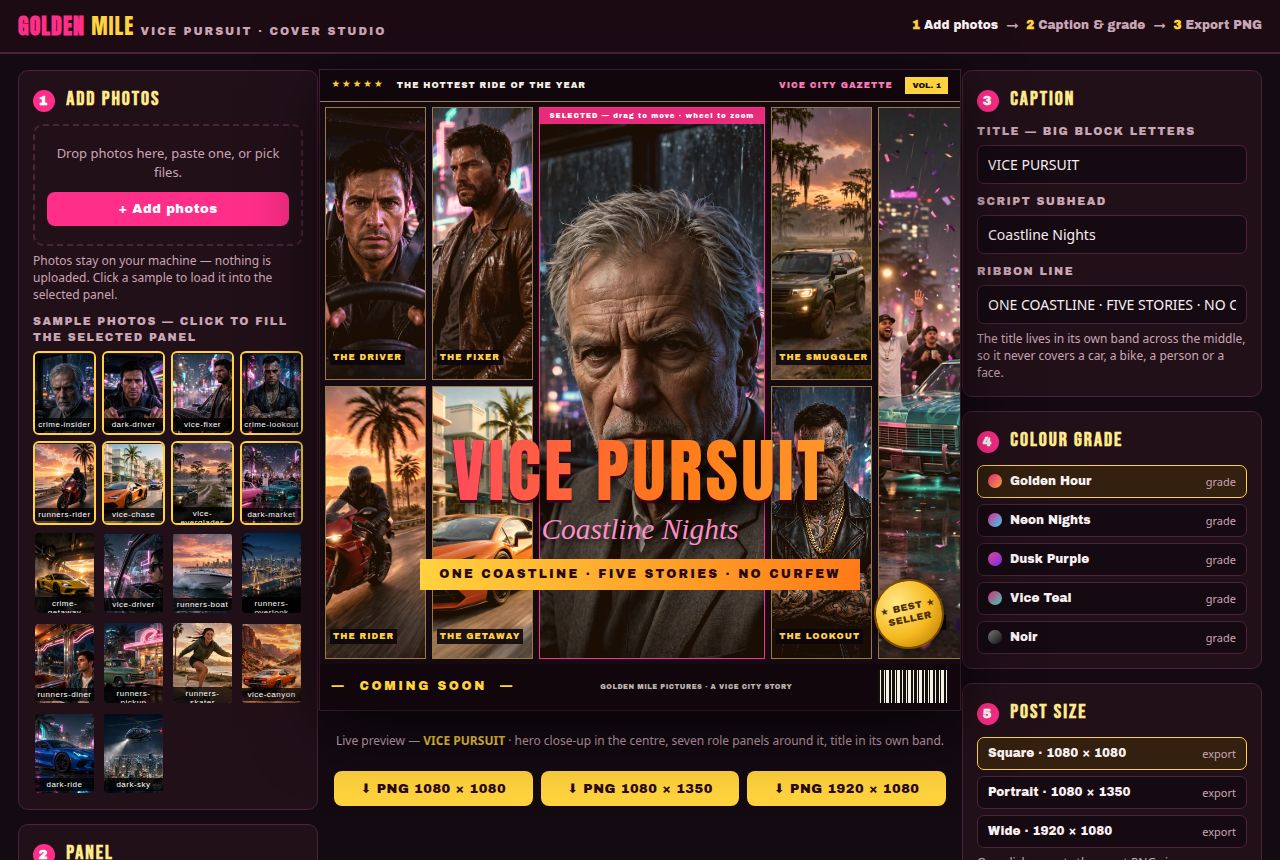 GOLDEN MILE VICE PURSUIT · COVER STUDIO
1 Add photos → 2 Caption & grade → 3 Export PNG
1 ADD PHOTOS
Drop photos here, paste one, or pick
files.
+ Add photos
Photos stay on your machine — nothing is
uploaded. Click a sample to load it into the
selected panel.
SAMPLE PHOTOS — CLICK TO FILL
THE SELECTED PANEL
crime-insider
dark-driver
vice-fixer
crime-lookout
runners-rider
vice-chase
vice-
everglades
dark-market
crime-
getaway
vice-driver
runners-boat
runners-
overlook
runners-diner
runners-
pickup
runners-
skater
vice-canyon
dark-ride
dark-sky
2 PANEL
★★★★★ THE HOTTEST RIDE OF THE YEAR
VICE CITY GAZETTE VOL. 1
SELECTED — drag to move · wheel to zoom
THE DRIVER
THE FIXER
THE SMUGGLER
VICE PURSUIT
Coastline Nights
ONE COASTLINE · FIVE STORIES · NO CURFEW
THE RIDER
THE GETAWAY
THE LOOKOUT
★ BEST ★
SELLER
— COMING SOON —
GOLDEN MILE PICTURES · A VICE CITY STORY
Live preview — VICE PURSUIT · hero close-up in the centre, seven role panels around it, title in its own band.
⬇ PNG 1080 × 1080
⬇ PNG 1080 × 1350
⬇ PNG 1920 × 1080
3 CAPTION
TITLE — BIG BLOCK LETTERS
VICE PURSUIT
SCRIPT SUBHEAD
Coastline Nights
RIBBON LINE
ONE COASTLINE · FIVE STORIES · NO C
The title lives in its own band across the middle,
so it never covers a car, a bike, a person or a
face.
4 COLOUR GRADE
Golden Hour grade
Neon Nights grade
Dusk Purple grade
Vice Teal grade
Noir grade
5 POST SIZE
Square · 1080 × 1080 export
Portrait · 1080 × 1350 export
Wide · 1920 × 1080 export